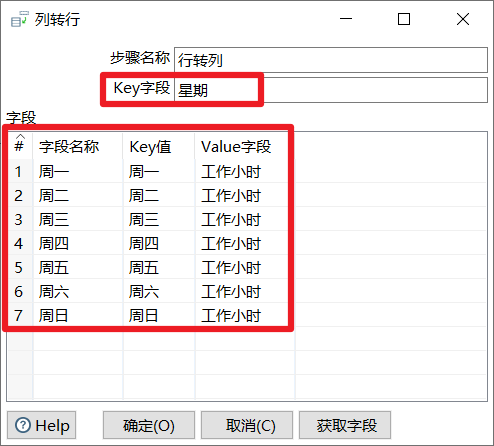 列转行
步骤名称 行转列
Key字段 星期
字段
# 字段名称 Key值 Value字段
1 周一 周一 工作小时
2 周二 周二 工作小时
3 周三 周三 工作小时
4 周四 周四 工作小时
5 周五 周五 工作小时
6 周六 周六 工作小时
7 周日 周日 工作小时
Help 确定(O) 取消(C) 获取字段